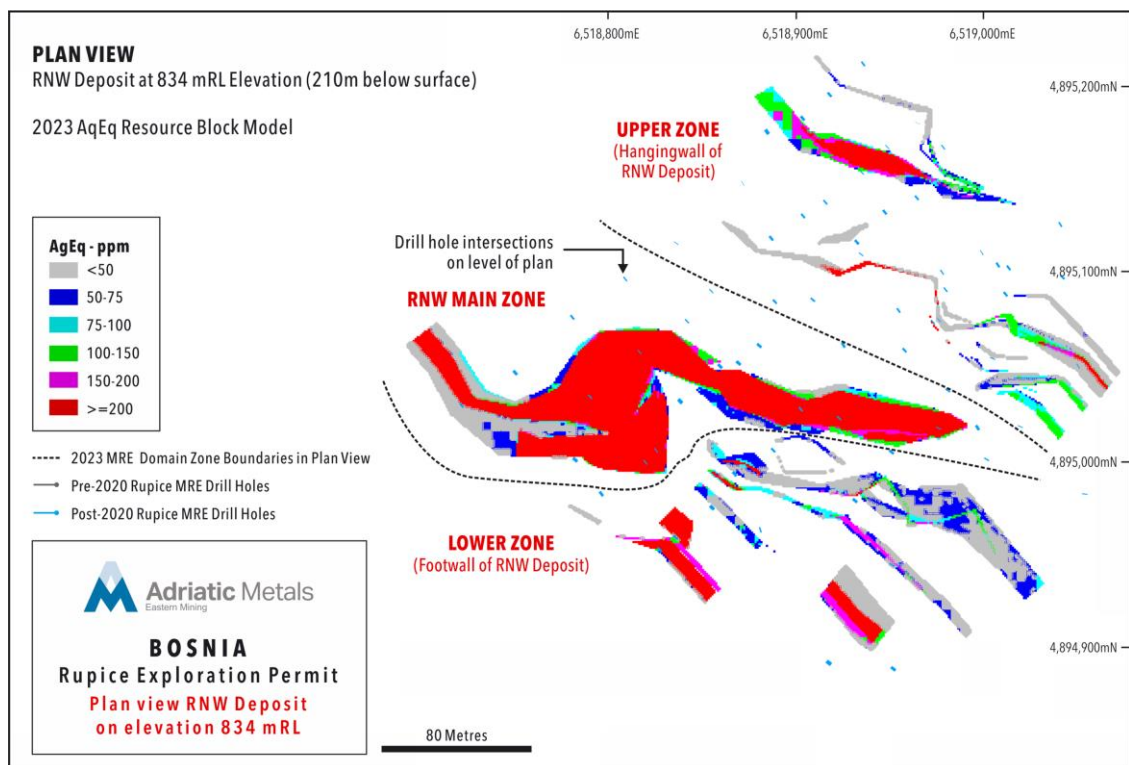 PLAN VIEW
RNW Deposit at 834 mRL Elevation (210m below surface)
2023 AqEq Resource Block Model
6,518,800mE
6,518,900mE
6,519,000mE
4,895,200mN
4,895,100mN
4,895,000mN
4,894,900mN
UPPER ZONE
(Hangingwall of
RNW Deposit)
Drill hole intersections
on level of plan
RNW MAIN ZONE
LOWER ZONE
(Footwall of RNW Deposit)
AgEq - ppm
<50
50-75
75-100
100-150
150-200
>=200
2023 MRE Domain Zone Boundaries in Plan View
Pre-2020 Rupice MRE Drill Holes
Post-2020 Rupice MRE Drill Holes
Adriatic Metals
Eastern Mining
BOSNIA
Rupice Exploration Permit
Plan view RNW Deposit
on elevation 834 mRL
80 Metres